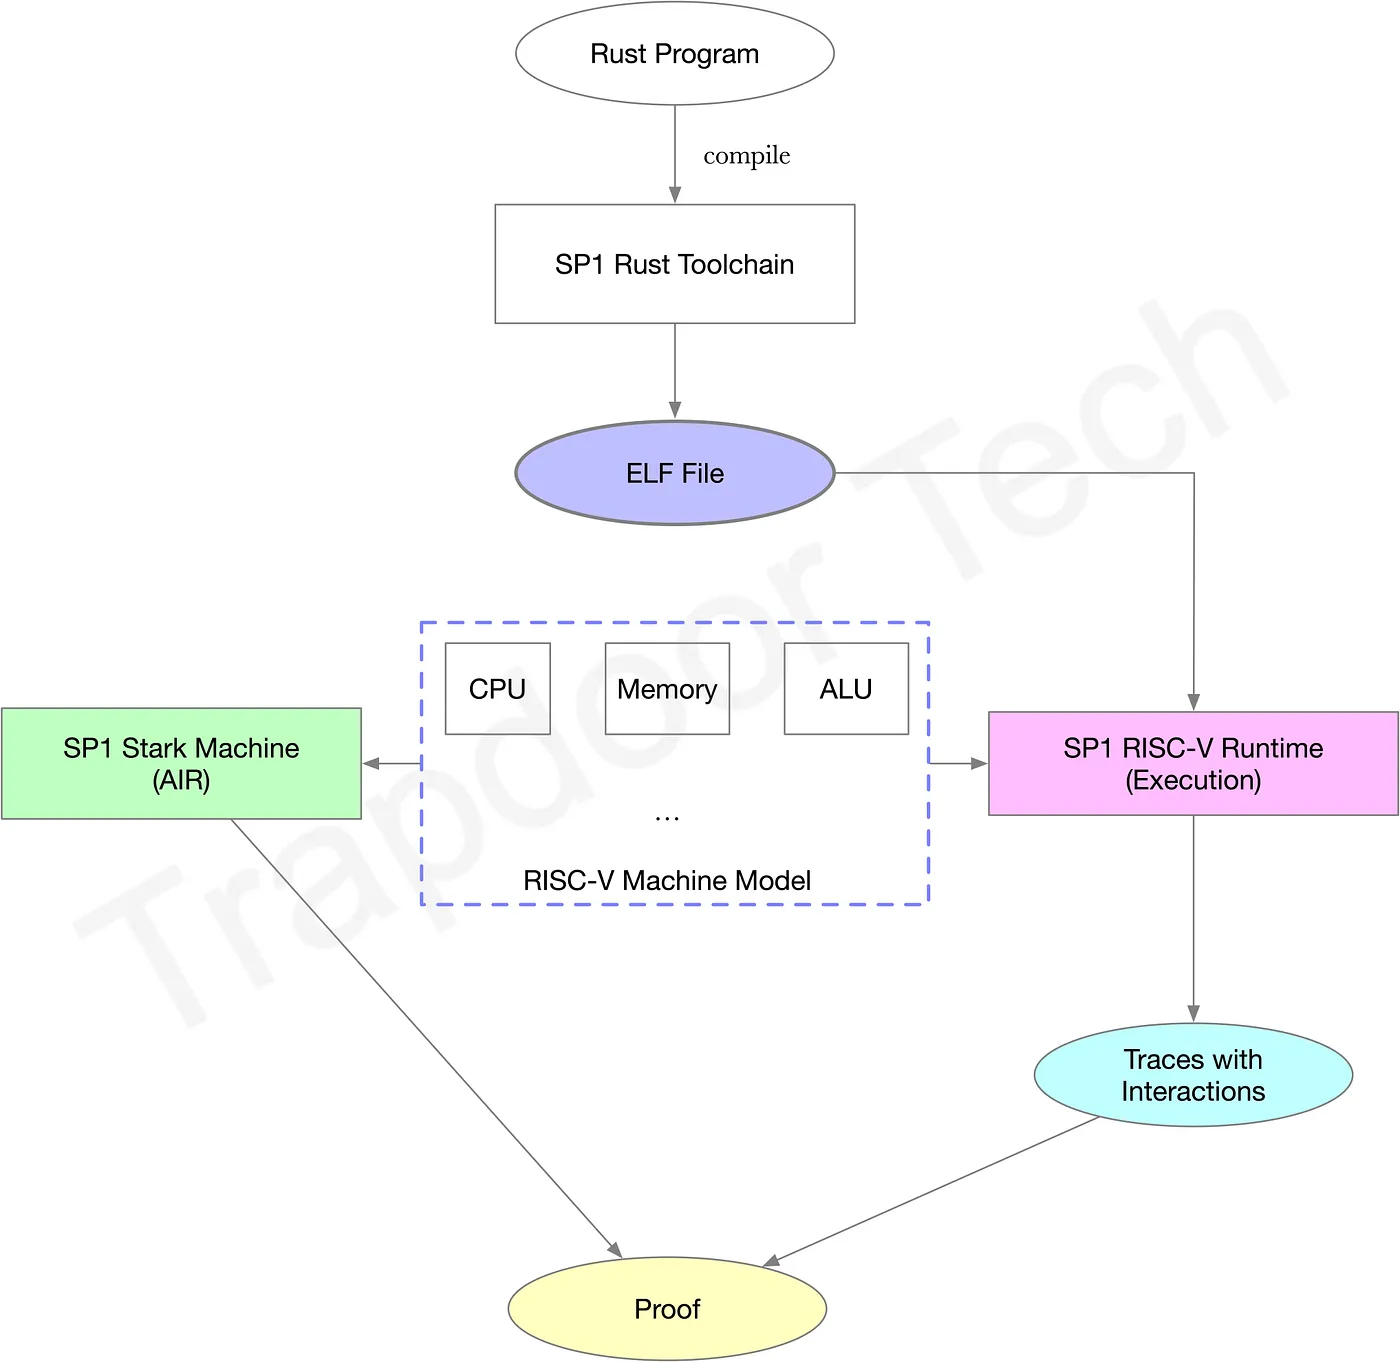 Rust Program
compile
SP1 Rust Toolchain
ELF File
CPU
Memory
ALU
SP1 Stark Machine
(AIR)
SP1 RISC-V Runtime
(Execution)
...
RISC-V Machine Model
Traces with
Interactions
Proof
Trapdoor Tech